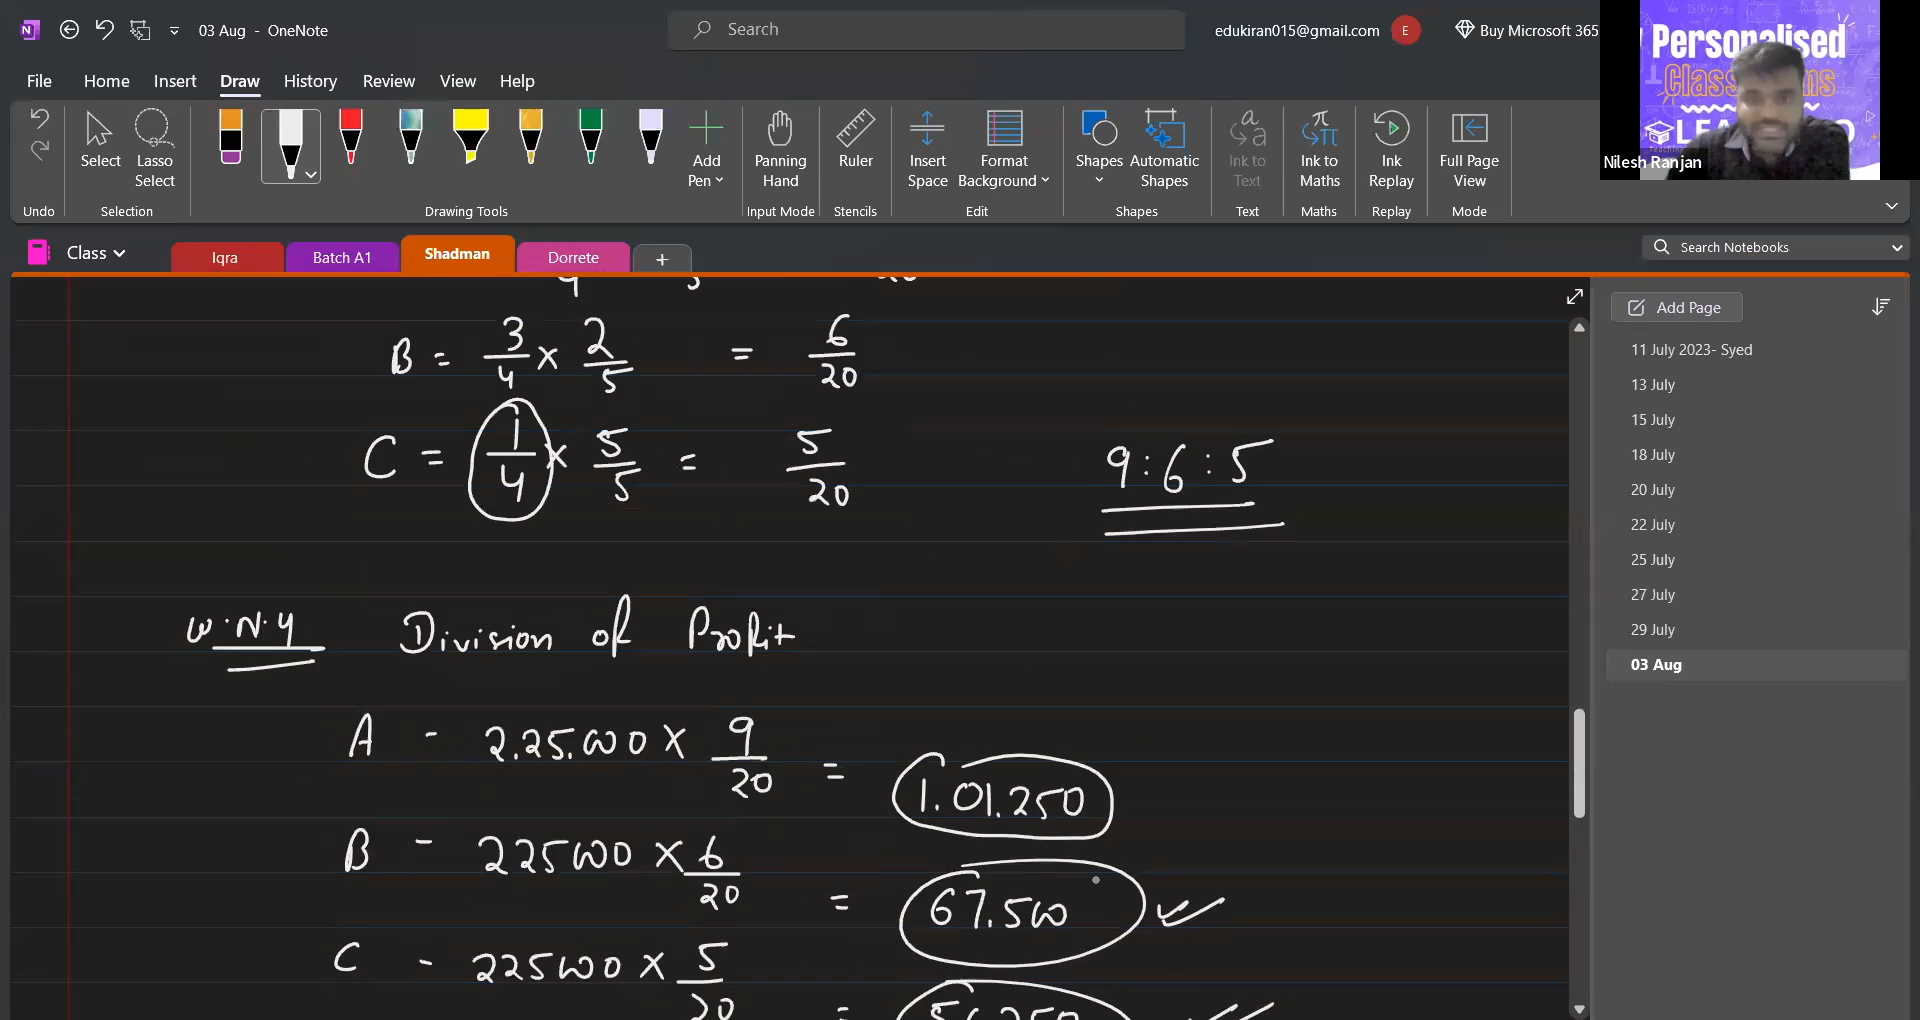 03 Aug - OneNote
Search
edukiran015@gmail.com
E
Buy Microsoft 365
File Home Insert Draw History Review View Help
Select
Lasso Select
Add Pen
Panning Hand
Ruler
Insert Space
Format Background
Shapes
Automatic Shapes
Ink to Text
Ink to Maths
Ink Replay
Full Page View
Undo Selection Drawing Tools Input Mode Stencils Edit Shapes Text Maths Replay Mode
Personalised
Nilesh Ranjan
Class
Iqra Batch A1 Shadman Dorrete +
Search Notebooks
B = 3/4 × 2/5 = 6/20
C = 1/4 × 5/5 = 5/20
9:6:5
W.N.4 Division of Profit
A - 2.25.000 × 9/20 = 1.01.250
B - 225000 × 6/20 = 67.500
C - 225000 × 5/20 = 56.250
Add Page
11 July 2023- Syed
13 July
15 July
18 July
20 July
22 July
25 July
27 July
29 July
03 Aug